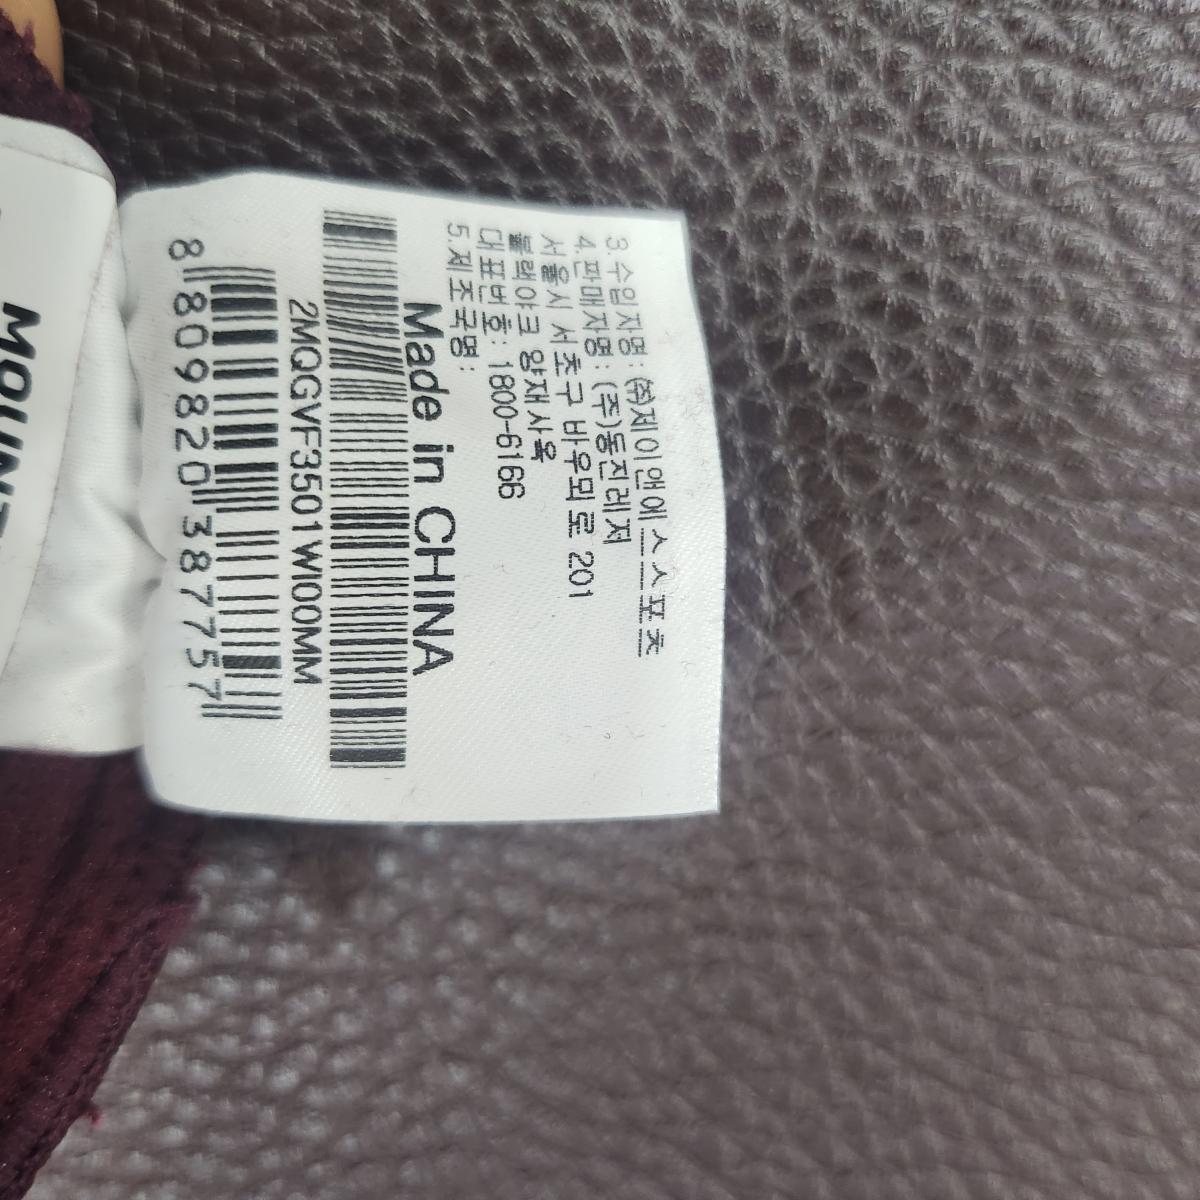 3.수입자명: (주)제이앤에스스포츠
4.판매자명: (주)동진레저
서울시 서초구 바우뫼로 201
블랙야크 양재사옥
대표번호: 1800-6166
5.제조국명:
Made in CHINA
2MQGVF3501WI00MM
8 809820 387757